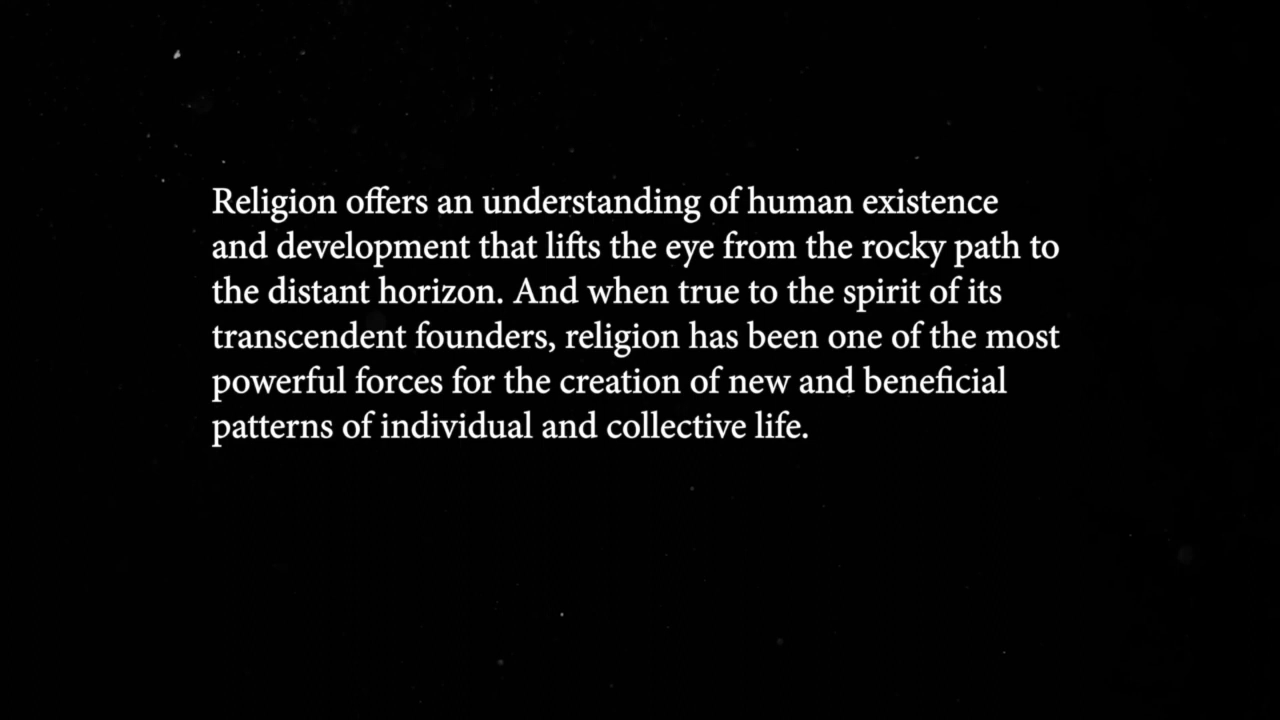 Religion offers an understanding of human existence
and development that lifts the eye from the rocky path to
the distant horizon. And when true to the spirit of its
transcendent founders, religion has been one of the most
powerful forces for the creation of new and beneficial
patterns of individual and collective life.